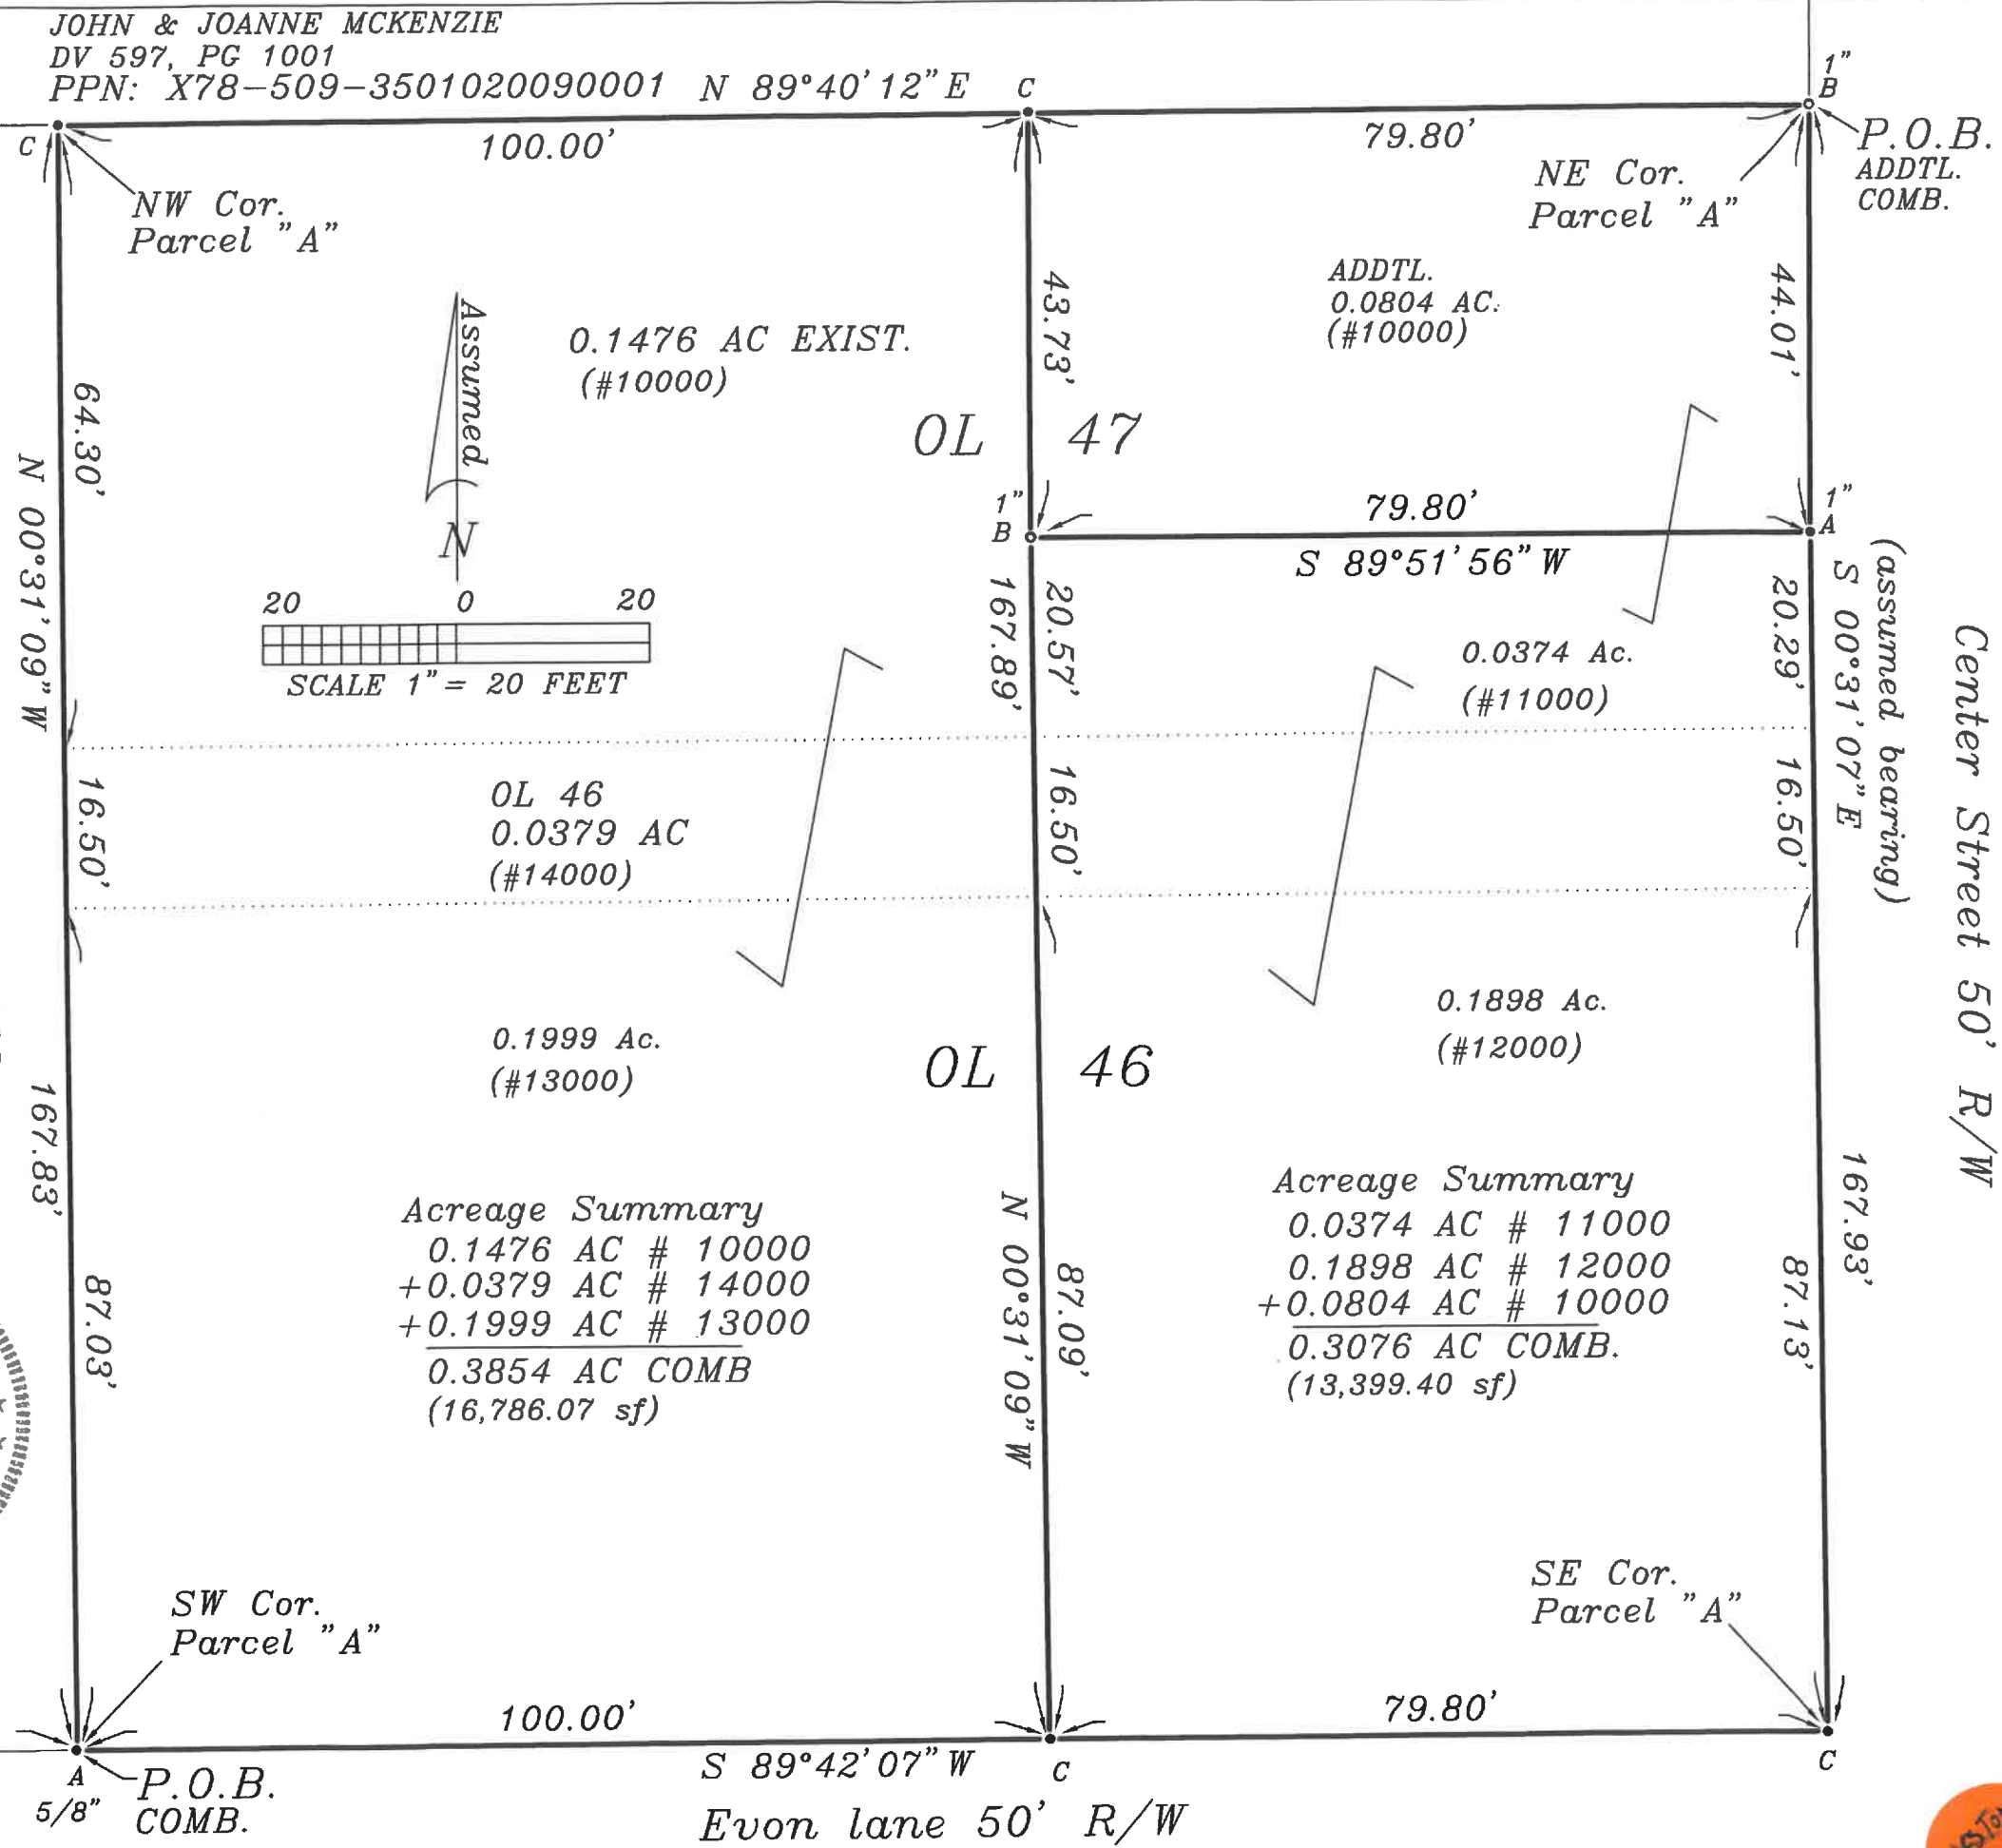 JOHN & JOANNE MCKENZIE
DV 597, PG 1001
PPN: X78-509-3501020090001 N 89°40'12"E
C
1"
B
C
100.00'
79.80'
P.O.B.
ADDTL.
COMB.
NW Cor.
Parcel "A"
NE Cor.
Parcel "A"
ADDTL.
0.0804 AC.
(#10000)
43.73'
44.01'
Assumed
N
0.1476 AC EXIST.
(#10000)
64.30'
N 00°31'09"W
OL 47
1"
B
79.80'
1"
A
S 89°51'56"W
(assumed bearing)
S 00°31'07"E
Center Street 50' R/W
20 0 20
SCALE 1"= 20 FEET
167.89'
20.57'
20.29'
0.0374 Ac.
(#11000)
16.50'
OL 46
0.0379 AC
(#14000)
16.50'
16.50'
0.1999 Ac.
(#13000)
OL 46
0.1898 Ac.
(#12000)
167.83'
167.93'
Acreage Summary
0.1476 AC # 10000
+0.0379 AC # 14000
+0.1999 AC # 13000
0.3854 AC COMB
(16,786.07 sf)
Acreage Summary
0.0374 AC # 11000
0.1898 AC # 12000
+0.0804 AC # 10000
0.3076 AC COMB.
(13,399.40 sf)
87.03'
N 00°31'09"W
87.09'
87.13'
SW Cor.
Parcel "A"
SE Cor.
Parcel "A"
100.00'
79.80'
S 89°42'07"W
C
C
A
5/8"
P.O.B.
COMB.
Evon lane 50' R/W